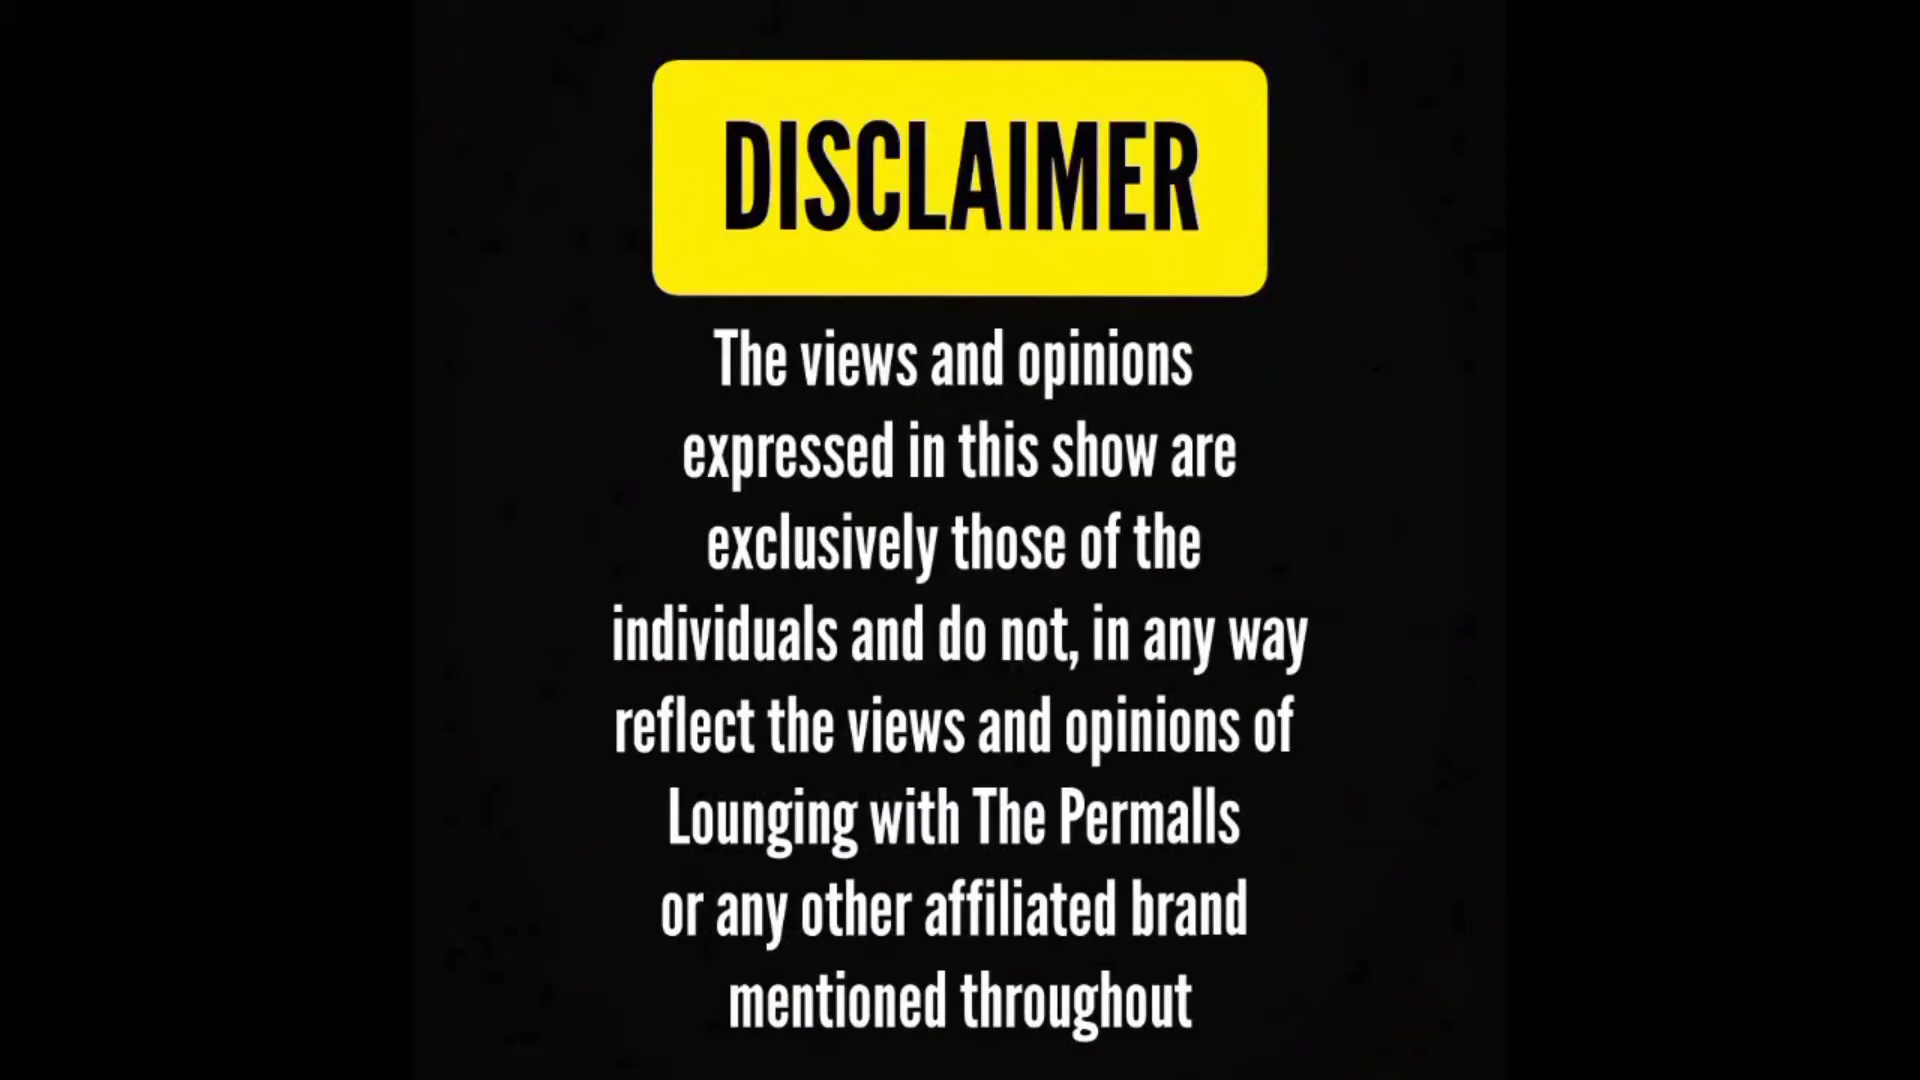 DISCLAIMER
The views and opinions
expressed in this show are
exclusively those of the
individuals and do not, in any way
reflect the views and opinions of
Lounging with The Permalls
or any other affiliated brand
mentioned throughout